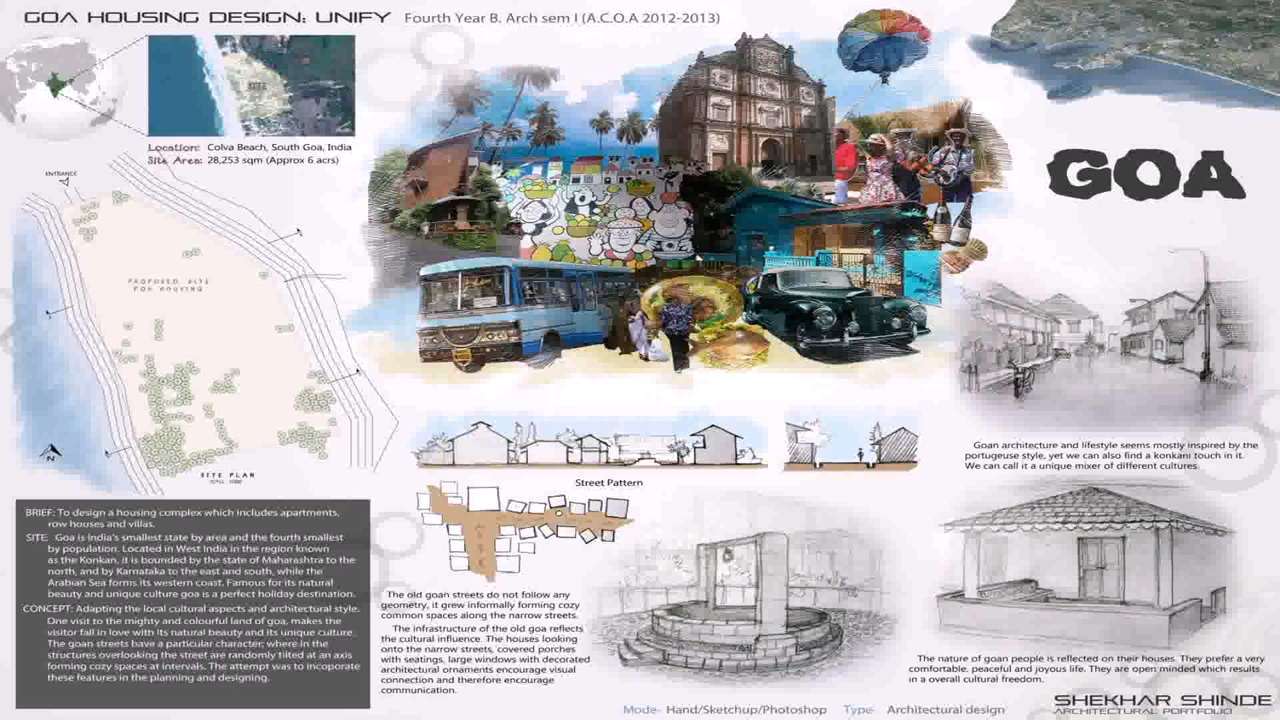 GOA HOUSING DESIGN: UNIFY Fourth Year B. Arch sem I (A.C.O.A 2012-2013)
SITE
Location: Colva Beach, South Goa, India
Site Area: 28,253 sqm (Approx 6 acrs)
ENTRANCE
PROPOSED SITE
FOR HOUSING
N
SITE PLAN
BRIEF: To design a housing complex which includes apartments,
row houses and villas.
SITE: Goa is India's smallest state by area and the fourth smallest
by population. Located in West India in the region known
as the Konkan, it is bounded by the state of Maharashtra to the
north, and by Karnataka to the east and south, while the
Arabian Sea forms its western coast. Famous for its natural
beauty and unique culture goa is a perfect holiday destination.
CONCEPT: Adapting the local cultural aspects and architectural style.
One visit to the mighty and colourful land of goa, makes the
visitor fall in love with its natural beauty and its unique culture.
The goan streets have a particular character; where in the
structures overlooking the street are randomly tilted at an axis
forming cozy spaces at intervals. The attempt was to incoporate
these features in the planning and designing.
Street Pattern
The old goan streets do not follow any
geometry, it grew informally forming cozy
common spaces along the narrow streets.
The infrastructure of the old goa reflects
the cultural influence. The houses looking
onto the narrow streets, covered porches
with seatings, large windows with decorated
architectural ornaments encourage visual
connection and therefore encourage
communication.
GOA
Goan architecture and lifestyle seems mostly inspired by the
portugeuse style, yet we can also find a konkani touch in it.
We can call it a unique mixer of different cultures.
The nature of goan people is reflected on their houses. They prefer a very
comfortable, peaceful and joyous life. They are open minded which results
in a overall cultural freedom.
Mode- Hand/Sketchup/Photoshop Type- Architectural design
SHEKHAR SHINDE
ARCHITECTURAL PORTFOLIO